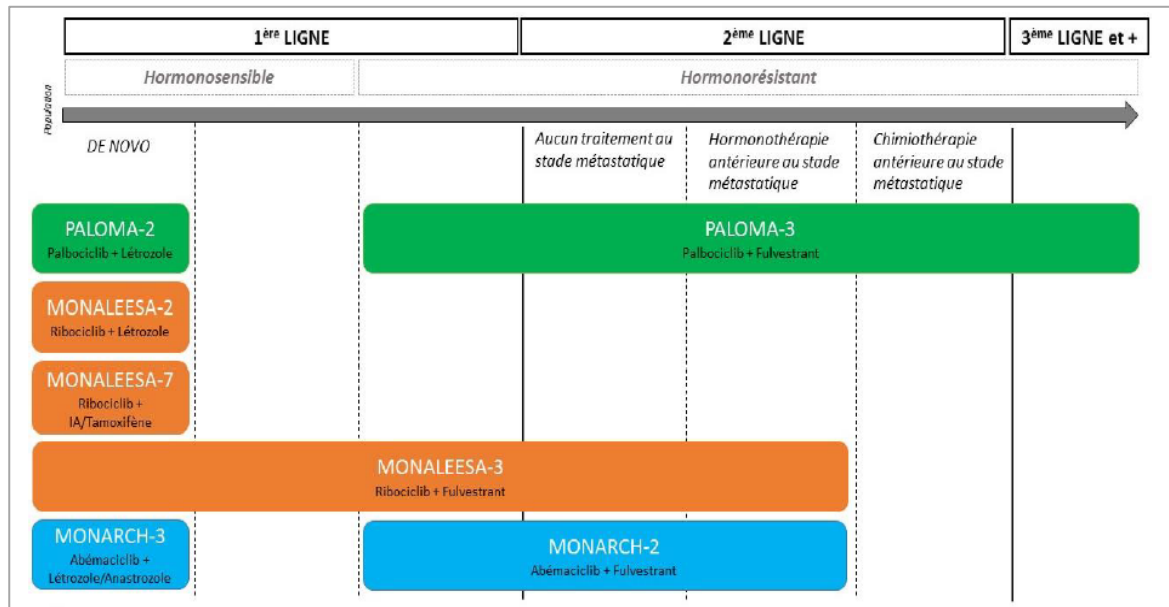 1ère LIGNE
2ème LIGNE
3ème LIGNE et +
Hormonosensible
Hormonorésistant
Population
DE NOVO
Aucun traitement au
stade métastatique
Hormonothérapie
antérieure au stade
métastatique
Chimiothérapie
antérieure au stade
métastatique
PALOMA-2
Palbociclib + Létrozole
PALOMA-3
Palbociclib + Fulvestrant
MONALEESA-2
Ribociclib + Létrozole
MONALEESA-7
Ribociclib +
IA/Tamoxifène
MONALEESA-3
Ribociclib + Fulvestrant
MONARCH-3
Abémaciclib +
Létrozole/Anastrozole
MONARCH-2
Abémaciclib + Fulvestrant